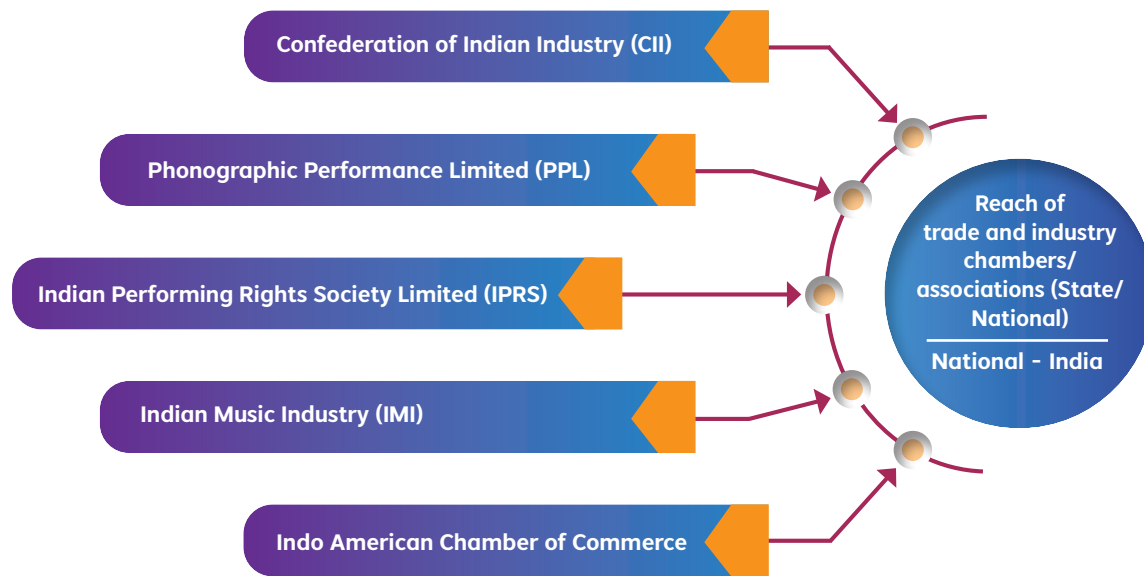 Confederation of Indian Industry (CII)
Phonographic Performance Limited (PPL)
Indian Performing Rights Society Limited (IPRS)
Indian Music Industry (IMI)
Indo American Chamber of Commerce
Reach of
trade and industry
chambers/
associations (State/
National)
National - India